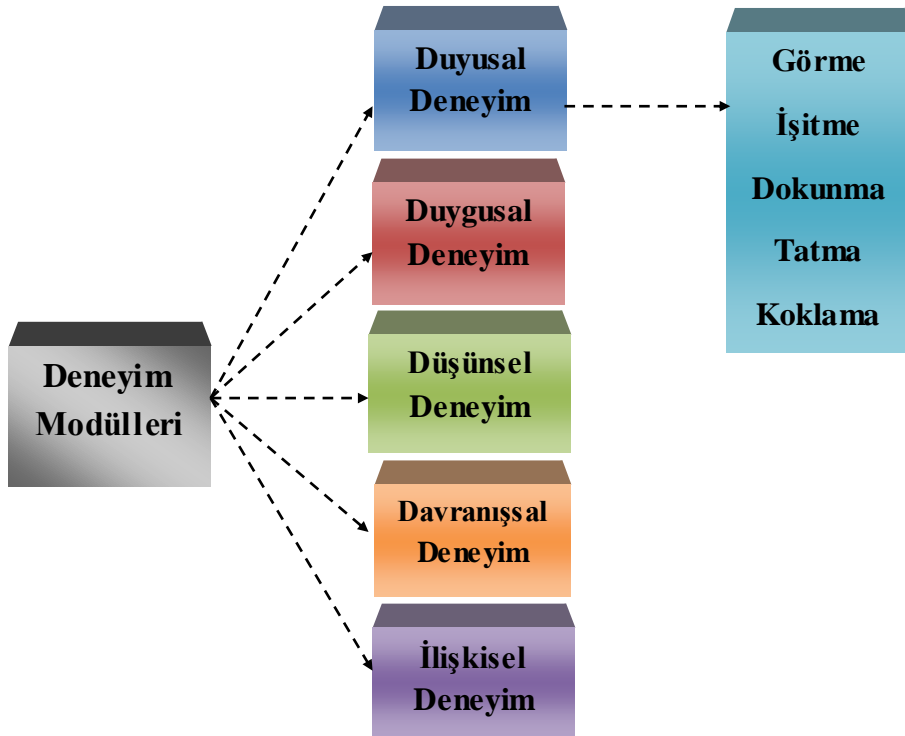 Deneyim
Modülleri
Duyusal
Deneyim
Duygusal
Deneyim
Düşünsel
Deneyim
Davranışsal
Deneyim
İlişkisel
Deneyim
Görme
İşitme
Dokunma
Tatma
Koklama